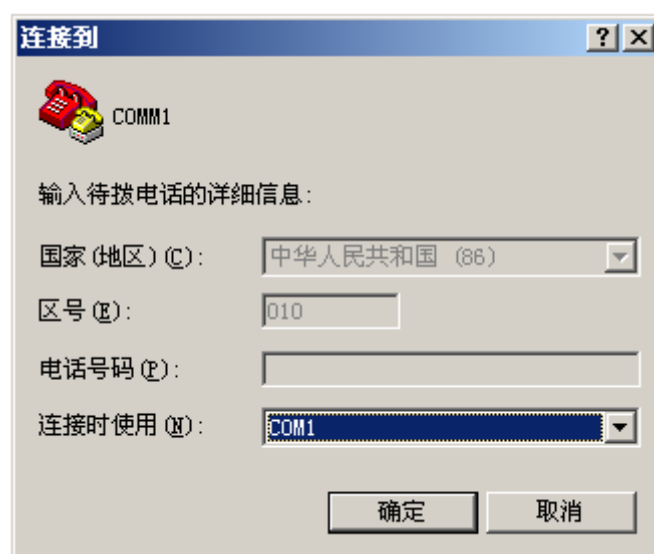 连接到
COMM1
输入待拨电话的详细信息:
国家(地区)(C): 中华人民共和国 (86)
区号(E): 010
电话号码(P):
连接时使用(N): COM1
确定 取消